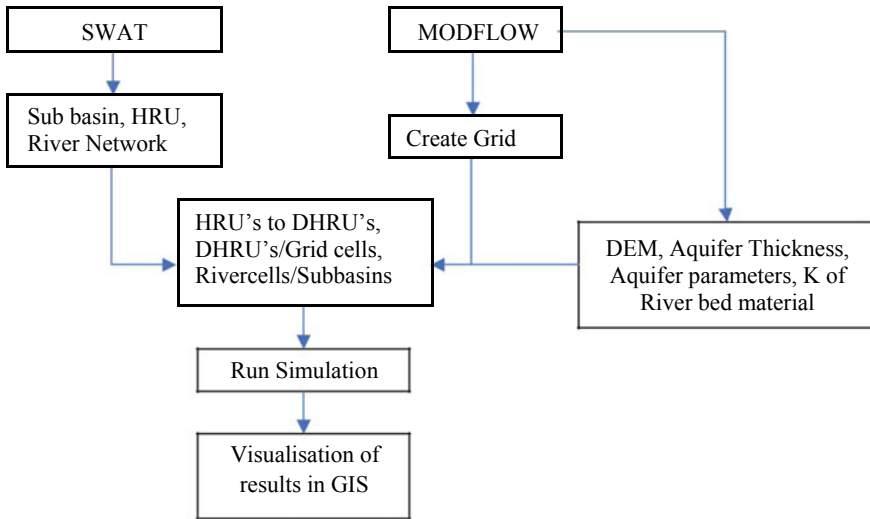 SWAT
MODFLOW
Sub basin, HRU,
River Network
Create Grid
HRU’s to DHRU’s,
DHRU’s/Grid cells,
Rivercells/Subbasins
DEM, Aquifer Thickness,
Aquifer parameters, K of
River bed material
Run Simulation
Visualisation of
results in GIS